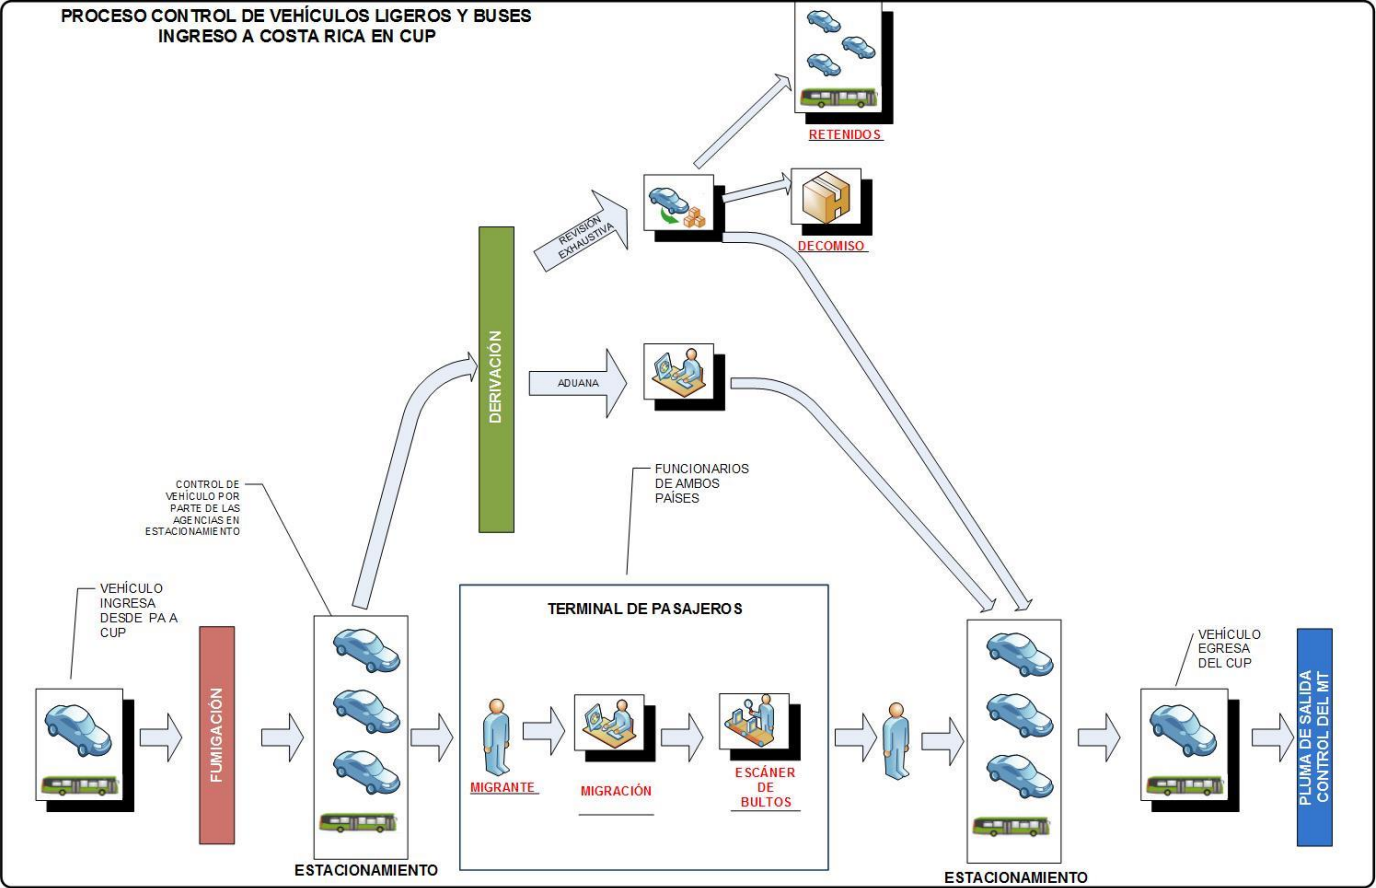 PROCESO CONTROL DE VEHÍCULOS LIGEROS Y BUSES
INGRESO A COSTA RICA EN CUP
RETENIDOS
DECOMISO
REVISIÓN
EXHAUSTIVA
DERIVACIÓN
ADUANA
FUNCIONARIOS
DE AMBOS
PAÍSES
CONTROL DE
VEHÍCULO POR
PARTE DE LAS
AGENCIAS EN
ESTACIONAMIENTO
VEHÍCULO
INGRESA
DESDE PA A
CUP
FUMIGACIÓN
ESTACIONAMIENTO
TERMINAL DE PASAJEROS
MIGRANTE
MIGRACIÓN
ESCÁNER
DE
BULTOS
ESTACIONAMIENTO
VEHÍCULO
EGRESA
DEL CUP
PLUMA DE SALIDA
CONTROL DEL MT